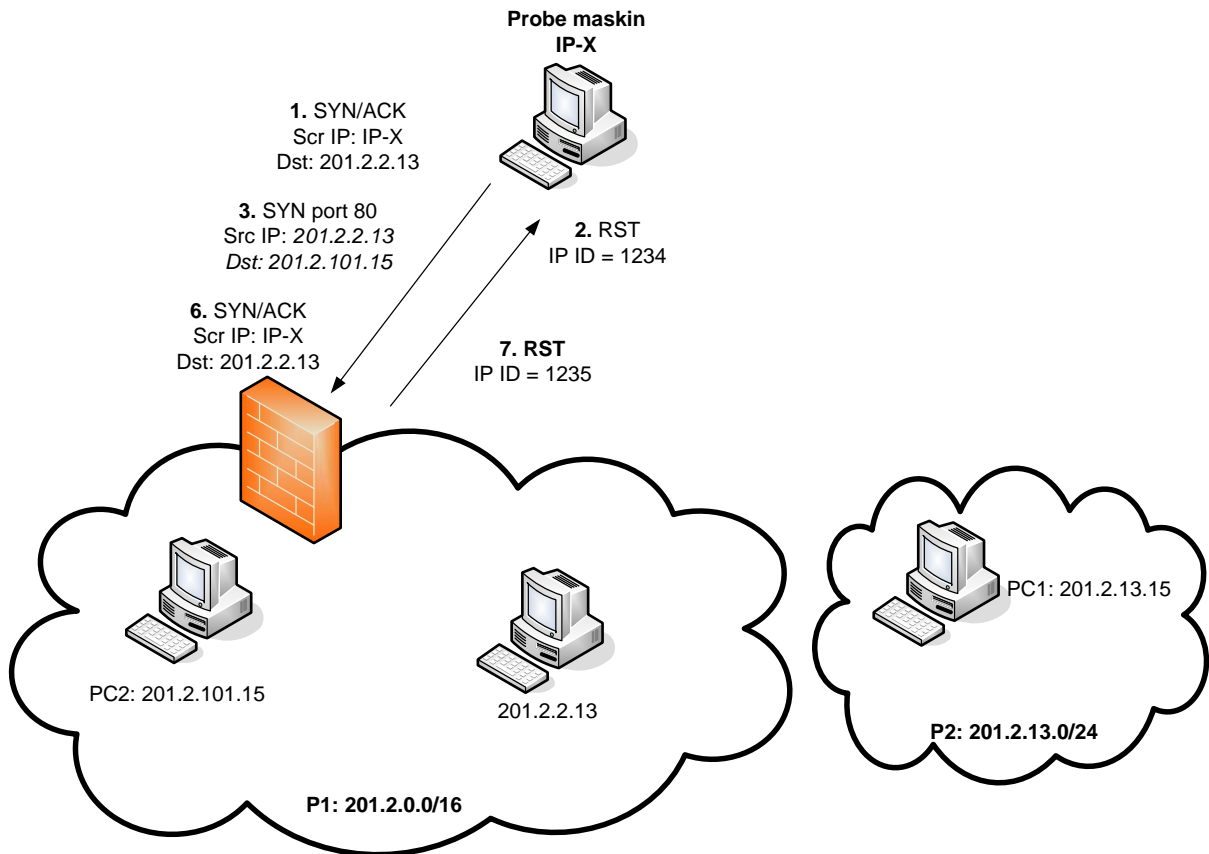 Probe maskin
IP-X
1. SYN/ACK
Scr IP: IP-X
Dst: 201.2.2.13
3. SYN port 80
Src IP: 201.2.2.13
Dst: 201.2.101.15
2. RST
IP ID = 1234
6. SYN/ACK
Scr IP: IP-X
Dst: 201.2.2.13
7. RST
IP ID = 1235
PC1: 201.2.13.15
PC2: 201.2.101.15
201.2.2.13
P2: 201.2.13.0/24
P1: 201.2.0.0/16